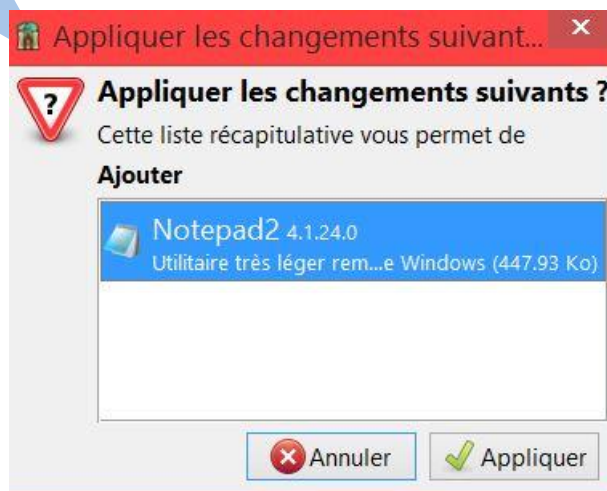 Appliquer les changements suivant...
?
Appliquer les changements suivants ?
Cette liste récapitulative vous permet de
Ajouter
Notepad2 4.1.24.0
Utilitaire très léger rem...e Windows (447.93 Ko)
Annuler
Appliquer